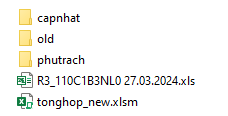 capnhat
old
phutrach
R3_110C1B3NL0 27.03.2024.xls
tonghop_new.xlsm